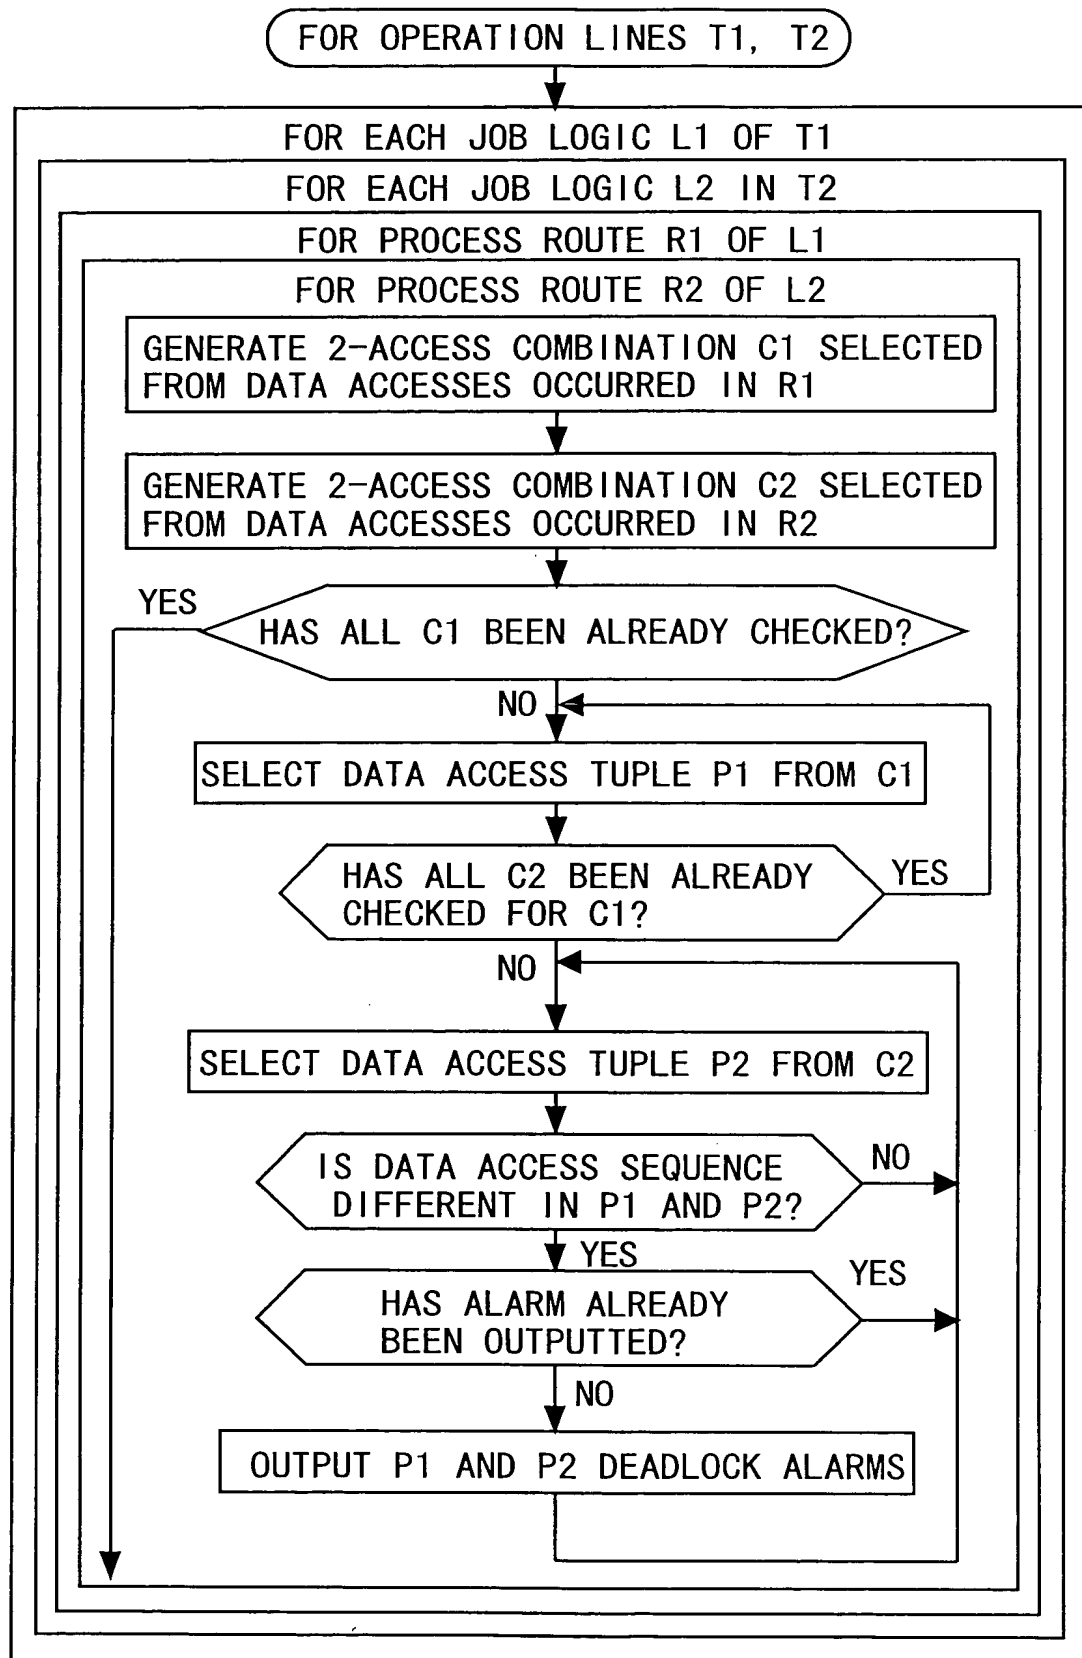 FOR OPERATION LINES T1, T2
FOR EACH JOB LOGIC L1 OF T1
FOR EACH JOB LOGIC L2 IN T2
FOR PROCESS ROUTE R1 OF L1
FOR PROCESS ROUTE R2 OF L2
GENERATE 2-ACCESS COMBINATION C1 SELECTED
FROM DATA ACCESSES OCCURRED IN R1
GENERATE 2-ACCESS COMBINATION C2 SELECTED
FROM DATA ACCESSES OCCURRED IN R2
YES
HAS ALL C1 BEEN ALREADY CHECKED?
NO
SELECT DATA ACCESS TUPLE P1 FROM C1
HAS ALL C2 BEEN ALREADY
CHECKED FOR C1?
YES
NO
SELECT DATA ACCESS TUPLE P2 FROM C2
IS DATA ACCESS SEQUENCE
DIFFERENT IN P1 AND P2?
NO
YES
HAS ALARM ALREADY
BEEN OUTPUTTED?
YES
NO
OUTPUT P1 AND P2 DEADLOCK ALARMS